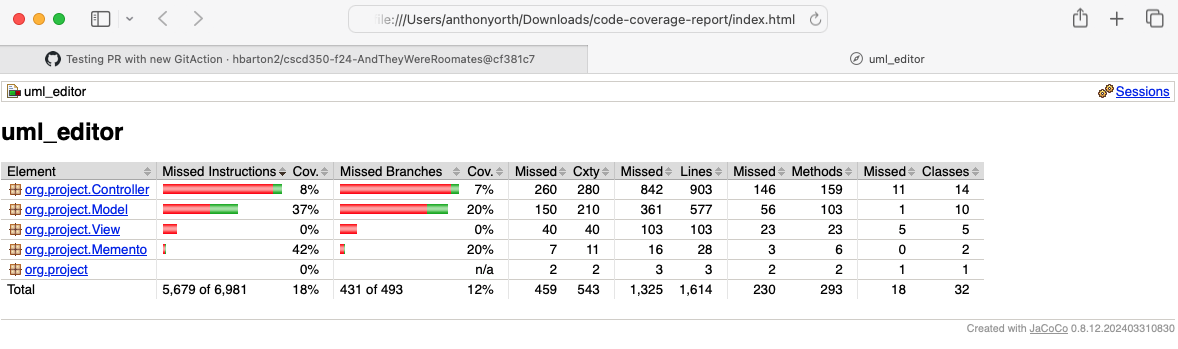 file:///Users/anthonyorth/Downloads/code-coverage-report/index.html
Testing PR with new GitAction · hbarton2/cscd350-f24-AndTheyWereRoomates@cf381c7
uml_editor
uml_editor
Sessions
uml_editor
Element Missed Instructions Cov. Missed Branches Cov. Missed Cxty Missed Lines Missed Methods Missed Classes
org.project.Controller 8% 7% 260 280 842 903 146 159 11 14
org.project.Model 37% 20% 150 210 361 577 56 103 1 10
org.project.View 0% 0% 40 40 103 103 23 23 5 5
org.project.Memento 42% 20% 7 11 16 28 3 6 0 2
org.project 0% n/a 2 2 3 3 2 2 1 1
Total 5,679 of 6,981 18% 431 of 493 12% 459 543 1,325 1,614 230 293 18 32
Created with JaCoCo 0.8.12.202403310830